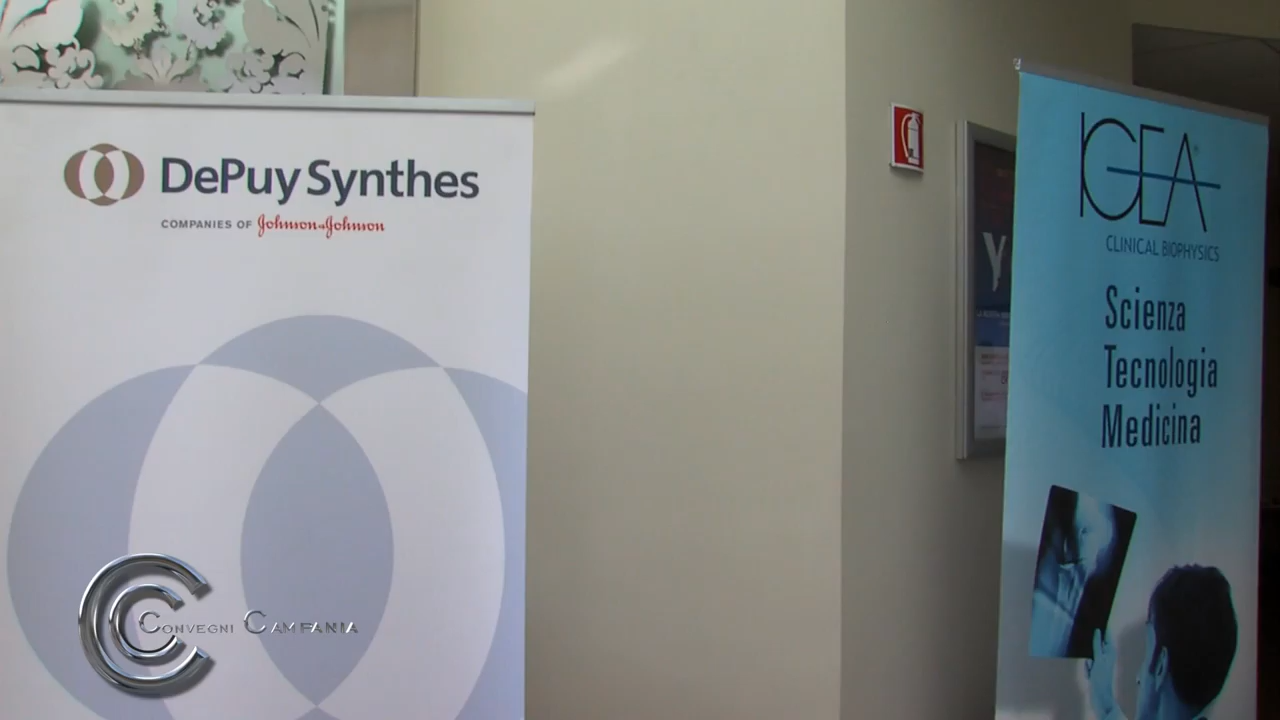 DePuy Synthes
COMPANIES OF Johnson & Johnson
IGEA
CLINICAL BIOPHYSICS
Scienza
Tecnologia
Medicina
CONVEGNI CAMPANIA